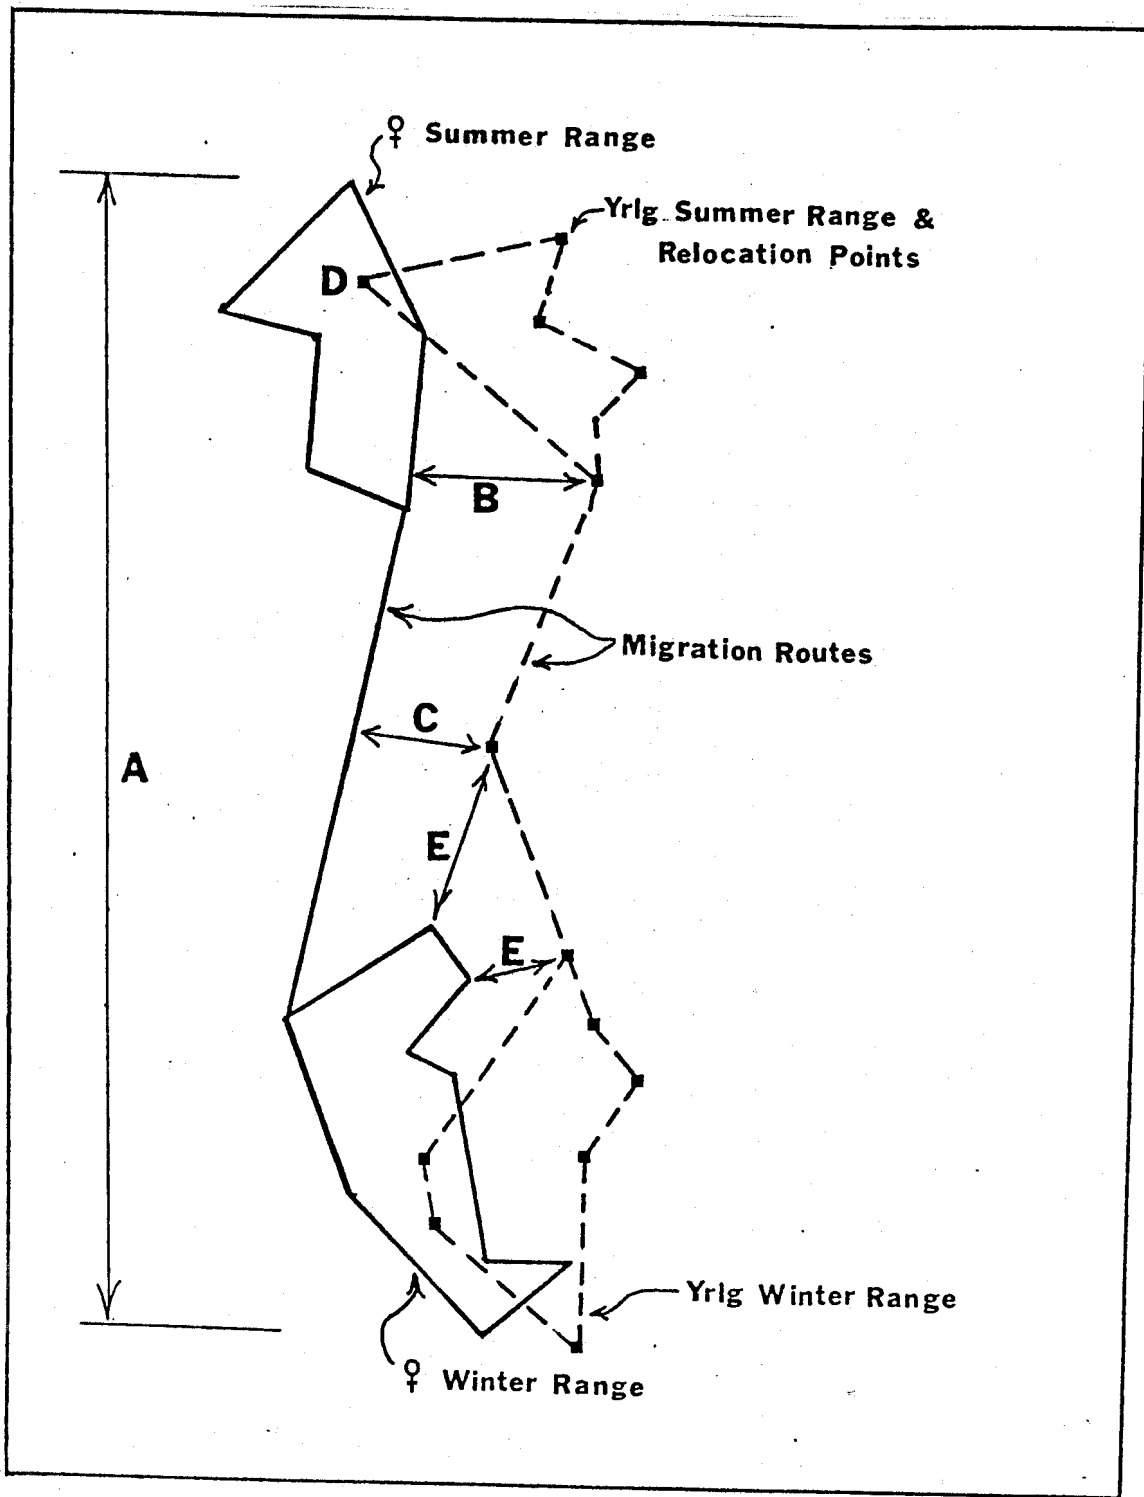 ♀ Summer Range
Yrlg Summer Range &
Relocation Points
D
B
Migration Routes
C
A
E
E
Yrlg Winter Range
♀ Winter Range